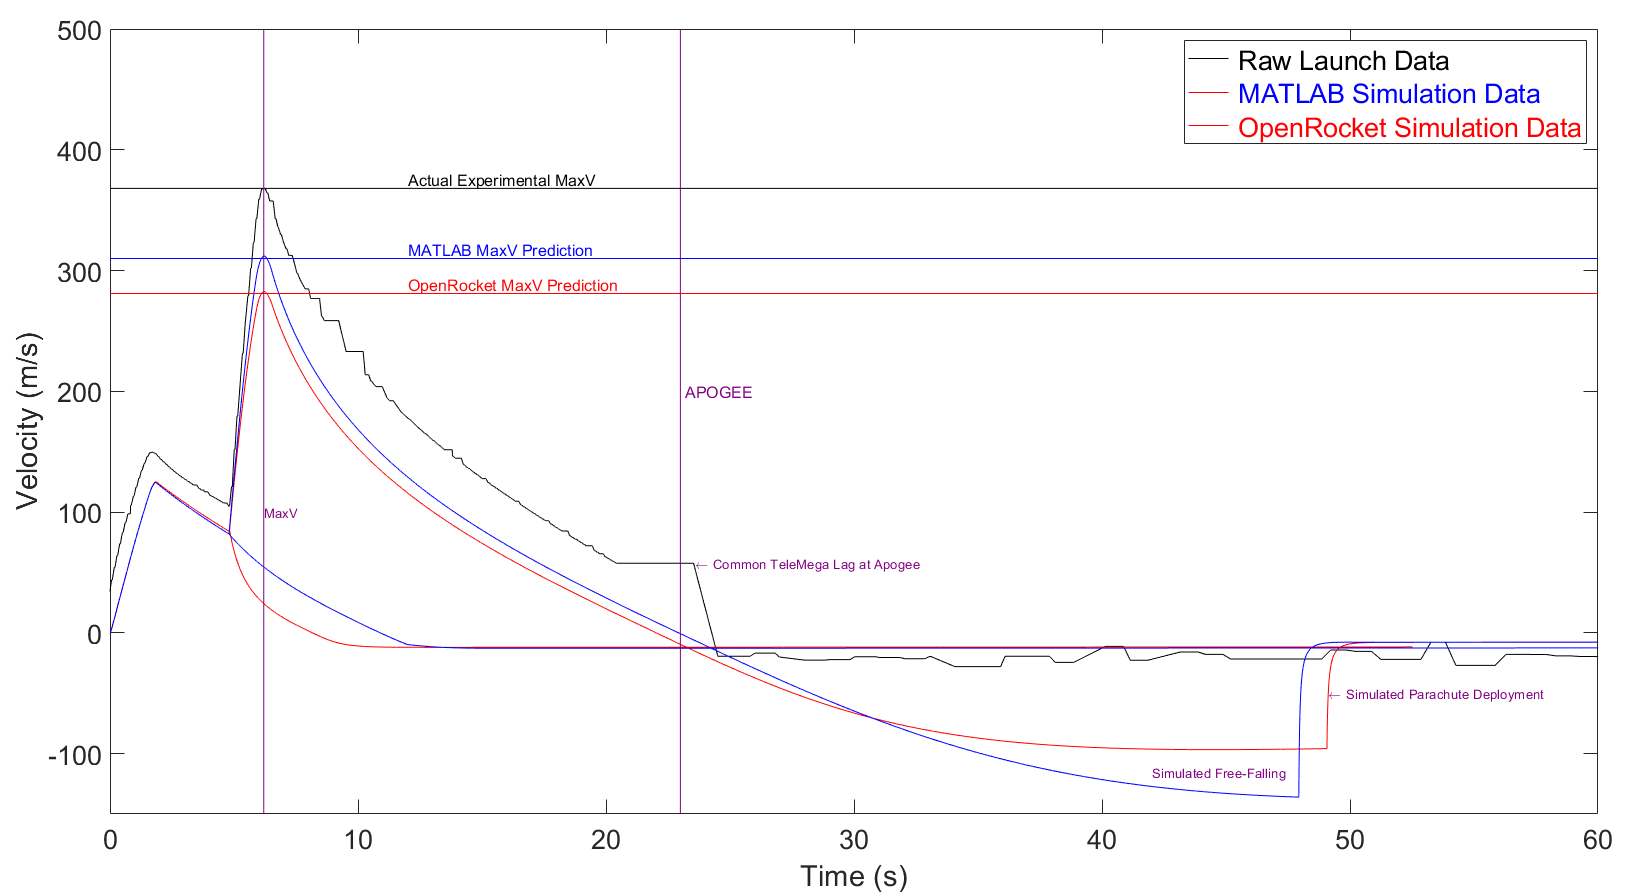 500
400
300
200
100
0
-100
Velocity (m/s)
Raw Launch Data
MATLAB Simulation Data
OpenRocket Simulation Data
Actual Experimental MaxV
MATLAB MaxV Prediction
OpenRocket MaxV Prediction
APOGEE
MaxV
← Common TeleMega Lag at Apogee
← Simulated Parachute Deployment
Simulated Free-Falling
0 10 20 30 40 50 60
Time (s)